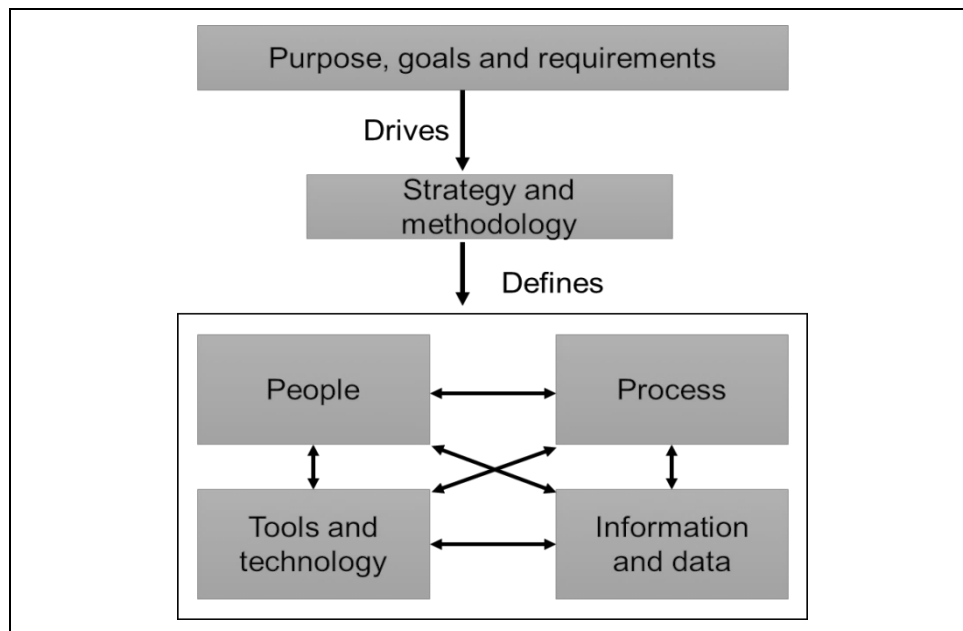 Purpose, goals and requirements
Drives
Strategy and
methodology
Defines
People
Process
Tools and
technology
Information
and data